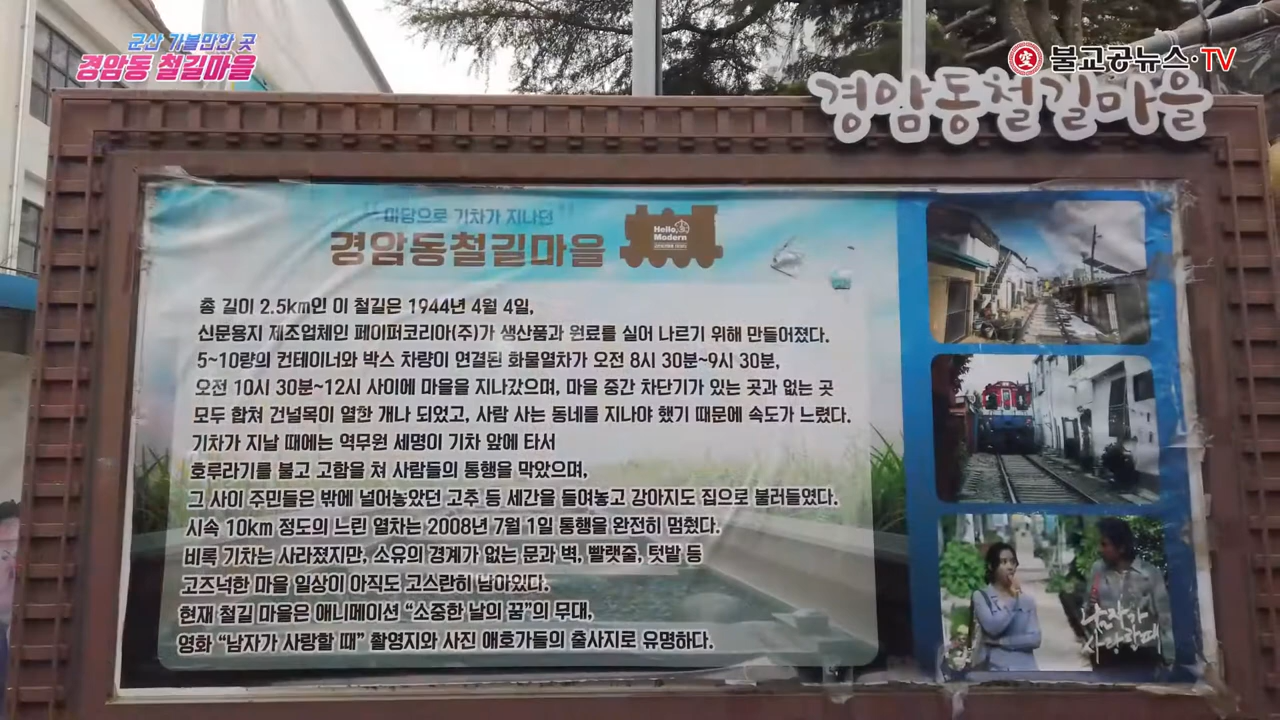 군산 가볼만한 곳
경암동 철길마을
불교공뉴스·TV
경암동철길마을
"마당으로 기차가 지나던"
경암동철길마을
Hello,
Modern
총 길이 2.5km인 이 철길은 1944년 4월 4일,
신문용지 제조업체인 페이퍼코리아(주)가 생산품과 원료를 실어 나르기 위해 만들어졌다.
5~10량의 컨테이너와 박스 차량이 연결된 화물열차가 오전 8시 30분~9시 30분,
오전 10시 30분~12시 사이에 마을을 지나갔으며, 마을 중간 차단기가 있는 곳과 없는 곳
모두 합쳐 건널목이 열한 개나 되었고, 사람 사는 동네를 지나야 했기 때문에 속도가 느렸다.
기차가 지날 때에는 역무원 세명이 기차 앞에 타서
호루라기를 불고 고함을 쳐 사람들의 통행을 막았으며,
그 사이 주민들은 밖에 널어놓았던 고추 등 세간을 들여놓고 강아지도 집으로 불러들였다.
시속 10km 정도의 느린 열차는 2008년 7월 1일 통행을 완전히 멈췄다.
비록 기차는 사라졌지만, 소유의 경계가 없는 문과 벽, 빨랫줄, 텃밭 등
고즈넉한 마을 일상이 아직도 고스란히 남아있다.
현재 철길 마을은 애니메이션 "소중한 날의 꿈"의 무대,
영화 "남자가 사랑할 때" 촬영지와 사진 애호가들의 출사지로 유명하다.
남자가
사랑할 때